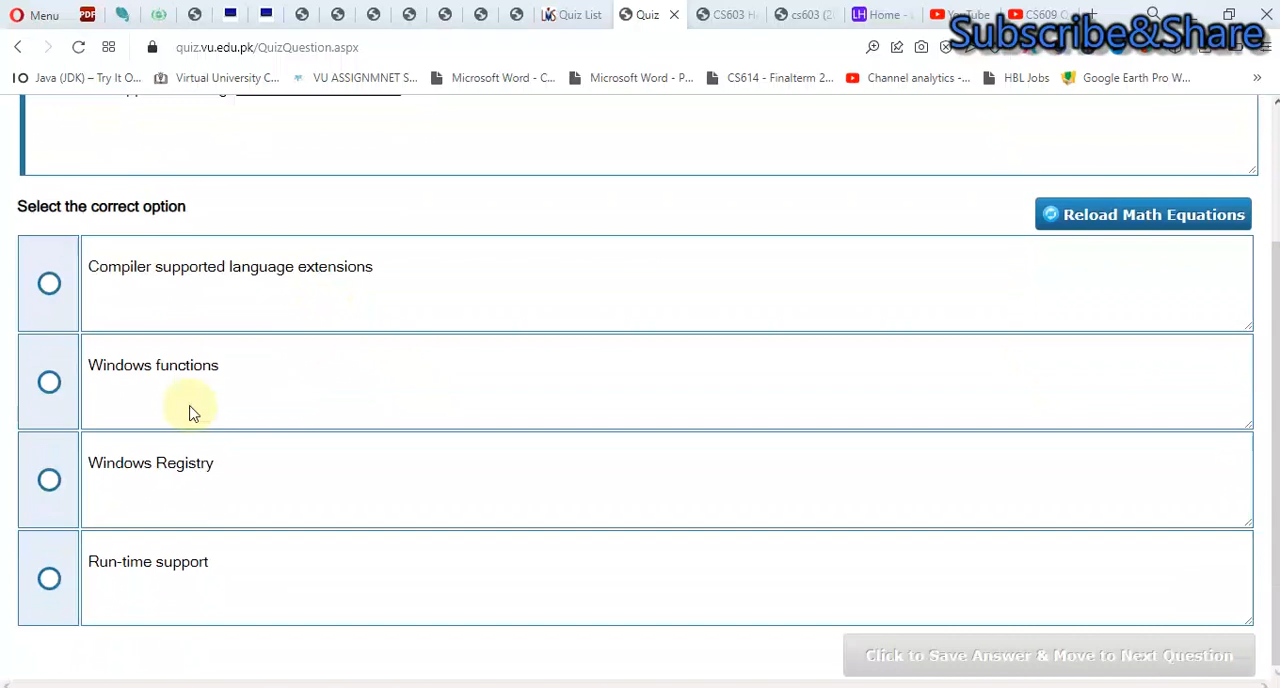 Menu
Quiz List
Quiz
CS603 H
cs603 (2
Home -
YouTube
CS609 Q
Subscribe&Share
quiz.vu.edu.pk/QuizQuestion.aspx
Java (JDK) – Try It O...
Virtual University C...
VU ASSIGNMNET S...
Microsoft Word - C...
Microsoft Word - P...
CS614 - Finalterm 2...
Channel analytics -...
HBL Jobs
Google Earth Pro W...
Select the correct option
Reload Math Equations
Compiler supported language extensions
Windows functions
Windows Registry
Run-time support
Click to Save Answer & Move to Next Question